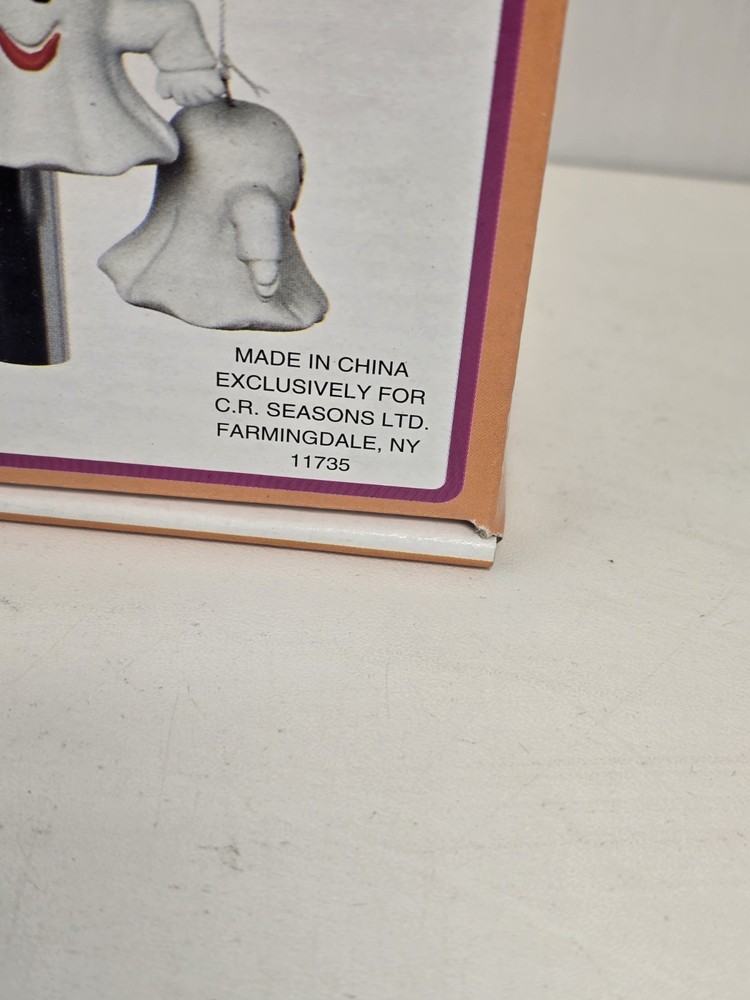 MADE IN CHINA
EXCLUSIVELY FOR
C.R. SEASONS LTD.
FARMINGDALE, NY
11735